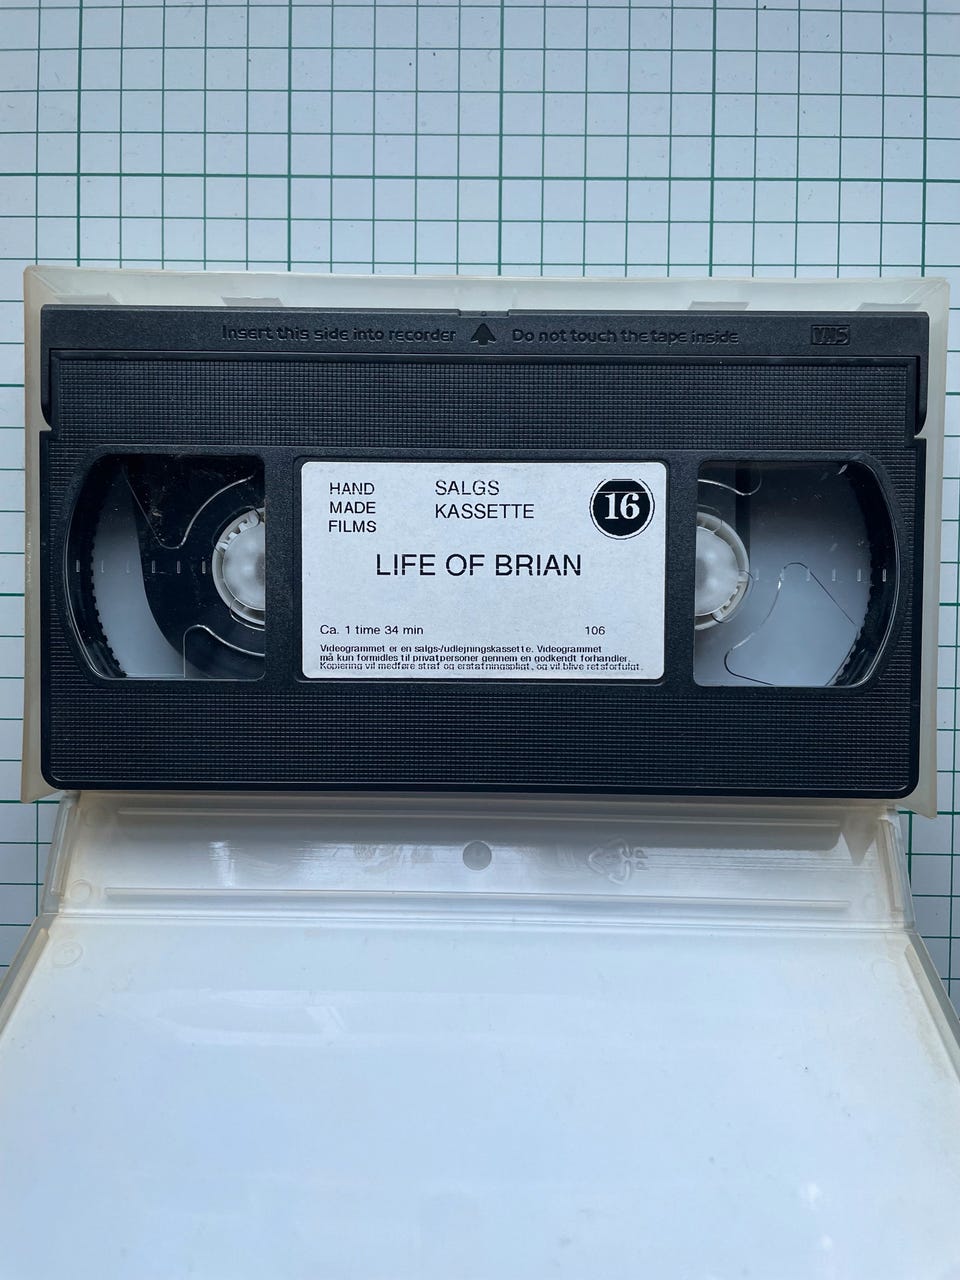 Insert this side into recorder Do not touch the tape inside VHS
HAND
MADE
FILMS
SALGS
KASSETTE
16
LIFE OF BRIAN
Ca. 1 time 34 min 106
Videogrammet er en salgs-/udlejningskassette. Videogrammet
må kun formidles til privatpersoner gennem en godkendt forhandler.
Kopiering vil medføre straf og erstatningspligt, og vil blive retsforfulgt.
PP